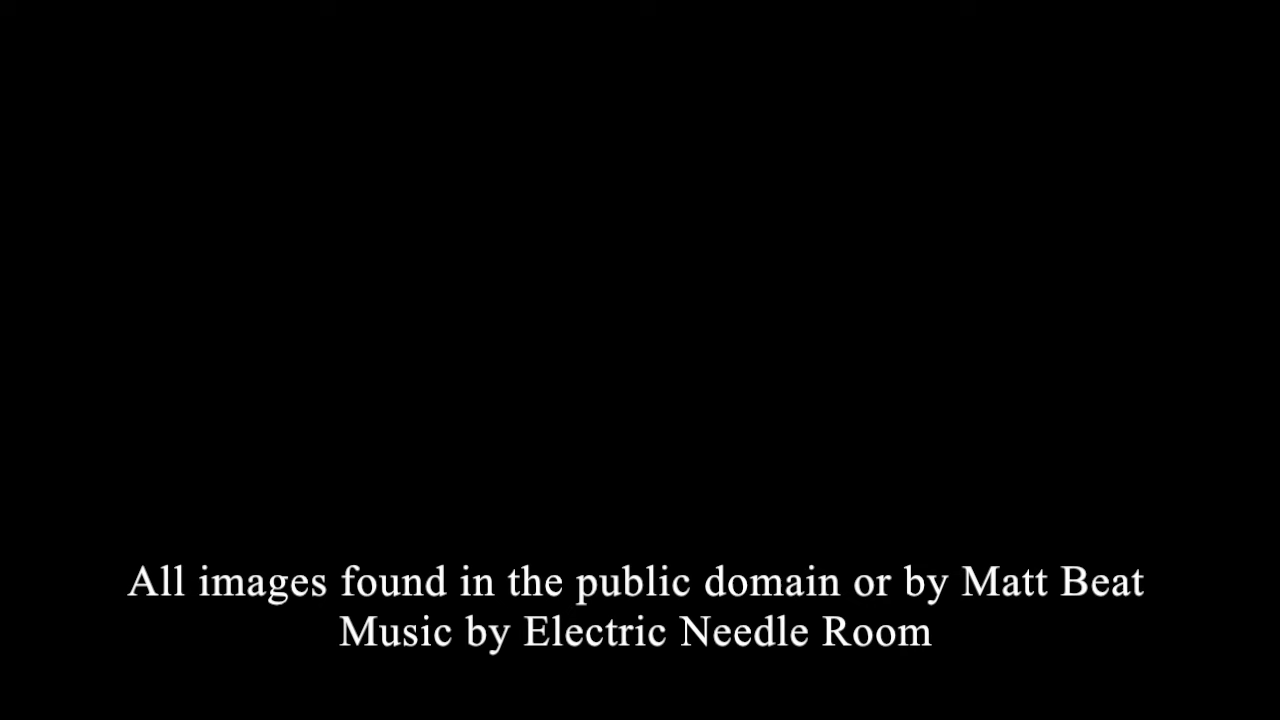 All images found in the public domain or by Matt Beat
Music by Electric Needle Room